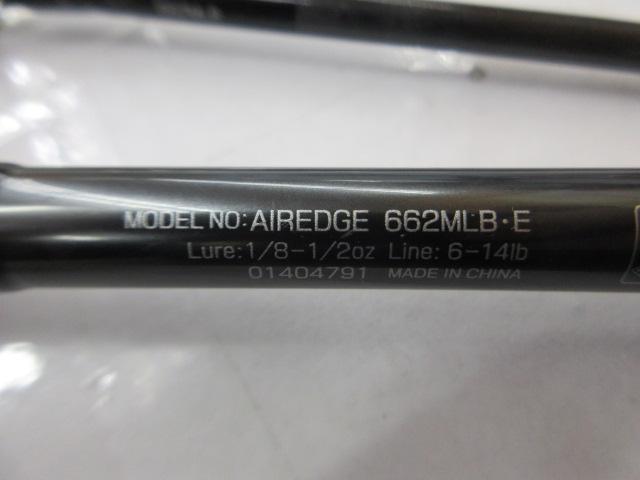 MODEL NO:AIREDGE 662MLB·E
Lure:1/8-1/2oz Line: 6-14lb
01404791 MADE IN CHINA